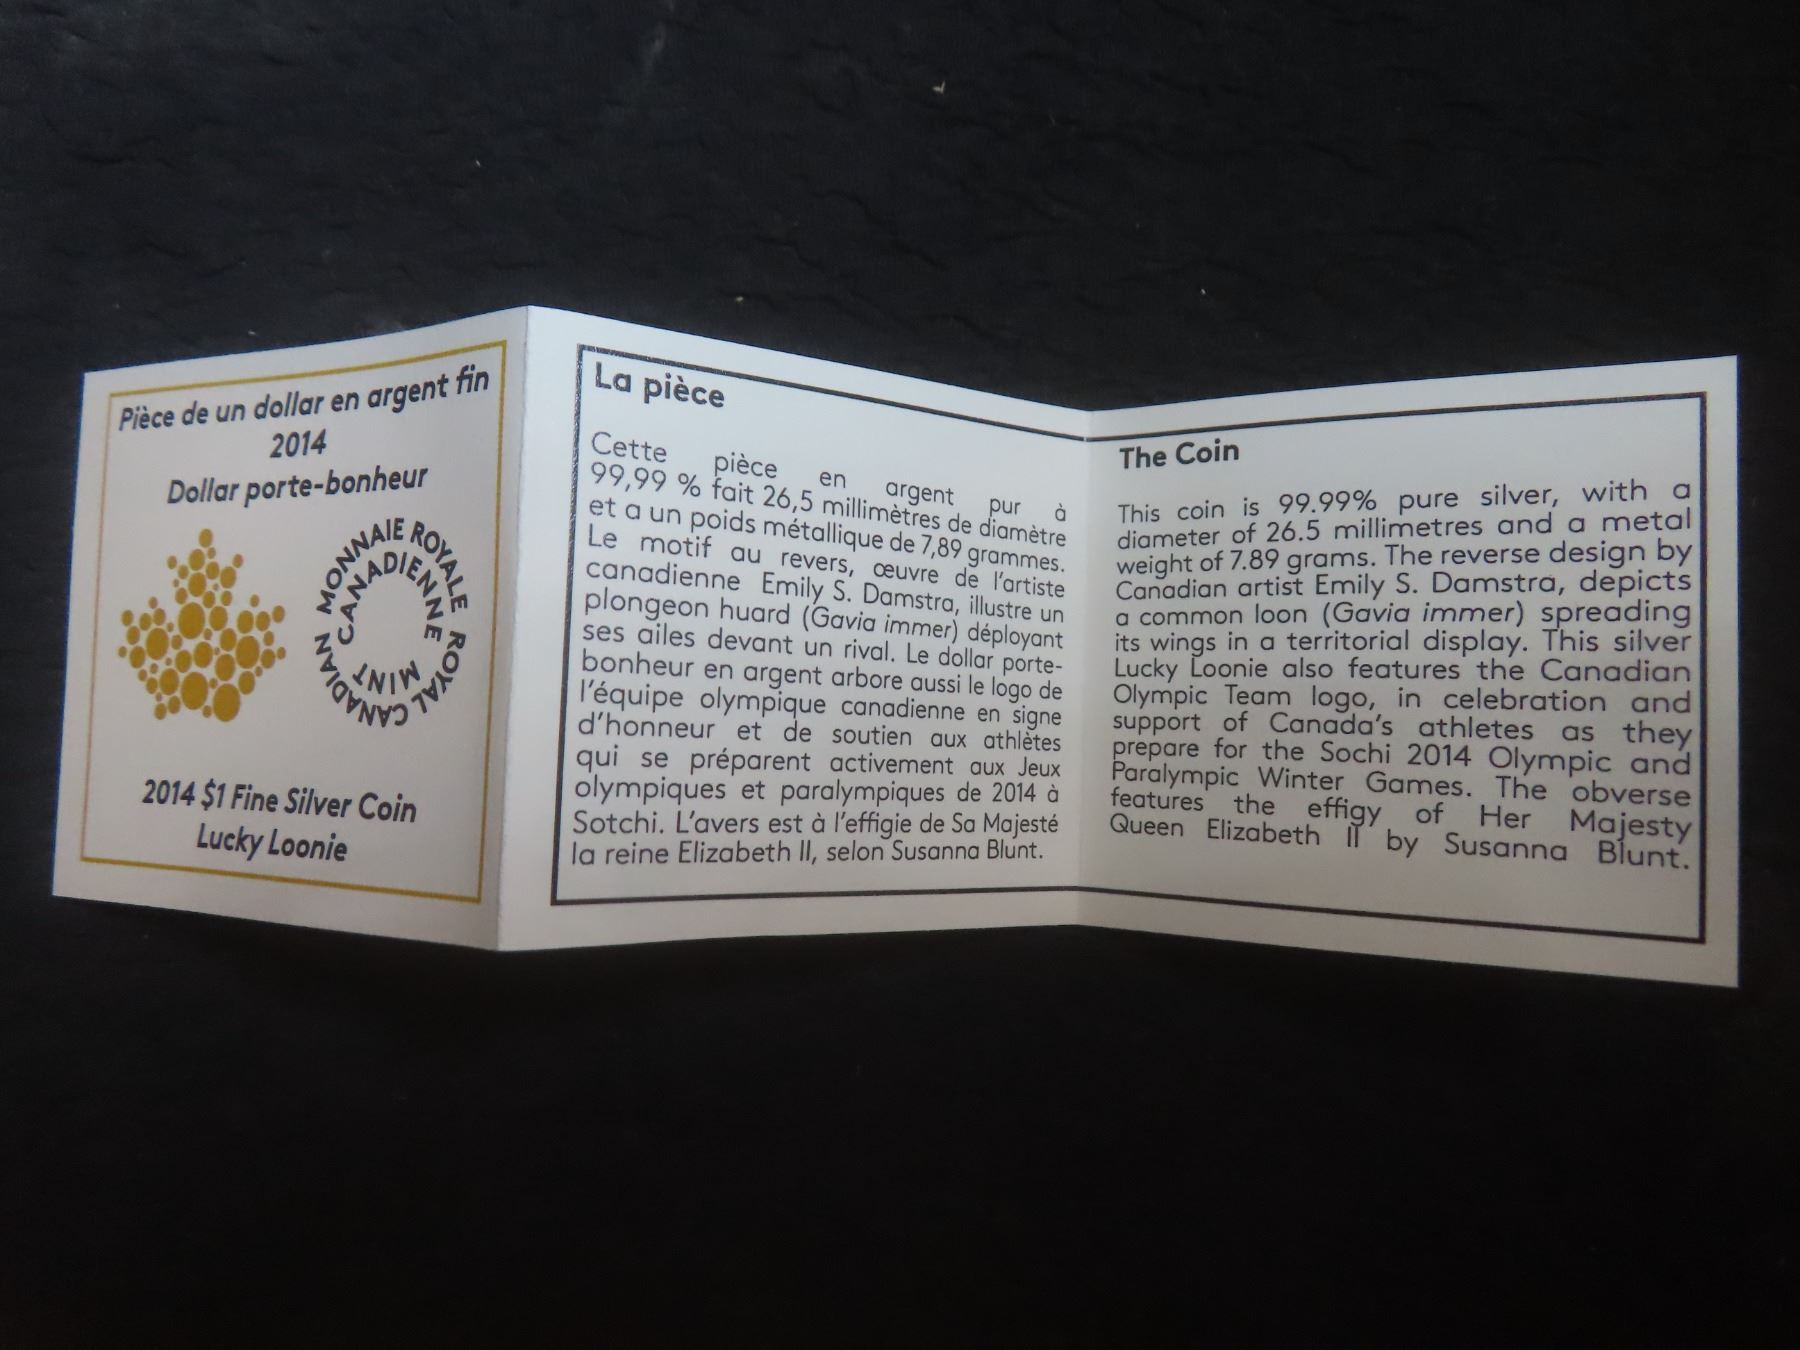 Pièce de un dollar en argent fin
2014
Dollar porte-bonheur
MONNAIE ROYALE
CANADIENNE
ROYAL CANADIAN
MINT
2014 $1 Fine Silver Coin
Lucky Loonie
La pièce
Cette pièce en argent pur à
99,99 % fait 26,5 millimètres de diamètre
et a un poids métallique de 7,89 grammes.
Le motif au revers, œuvre de l'artiste
canadienne Emily S. Damstra, illustre un
plongeon huard (Gavia immer) déployant
ses ailes devant un rival. Le dollar porte-
bonheur en argent arbore aussi le logo de
l'équipe olympique canadienne en signe
d'honneur et de soutien aux athlètes
qui se préparent activement aux Jeux
olympiques et paralympiques de 2014 à
Sotchi. L'avers est à l'effigie de Sa Majesté
la reine Elizabeth II, selon Susanna Blunt.
The Coin
This coin is 99.99% pure silver, with a
diameter of 26.5 millimetres and a metal
weight of 7.89 grams. The reverse design by
Canadian artist Emily S. Damstra, depicts
a common loon (Gavia immer) spreading
its wings in a territorial display. This silver
Lucky Loonie also features the Canadian
Olympic Team logo, in celebration and
support of Canada's athletes as they
prepare for the Sochi 2014 Olympic and
Paralympic Winter Games. The obverse
features the effigy of Her Majesty
Queen Elizabeth II by Susanna Blunt.